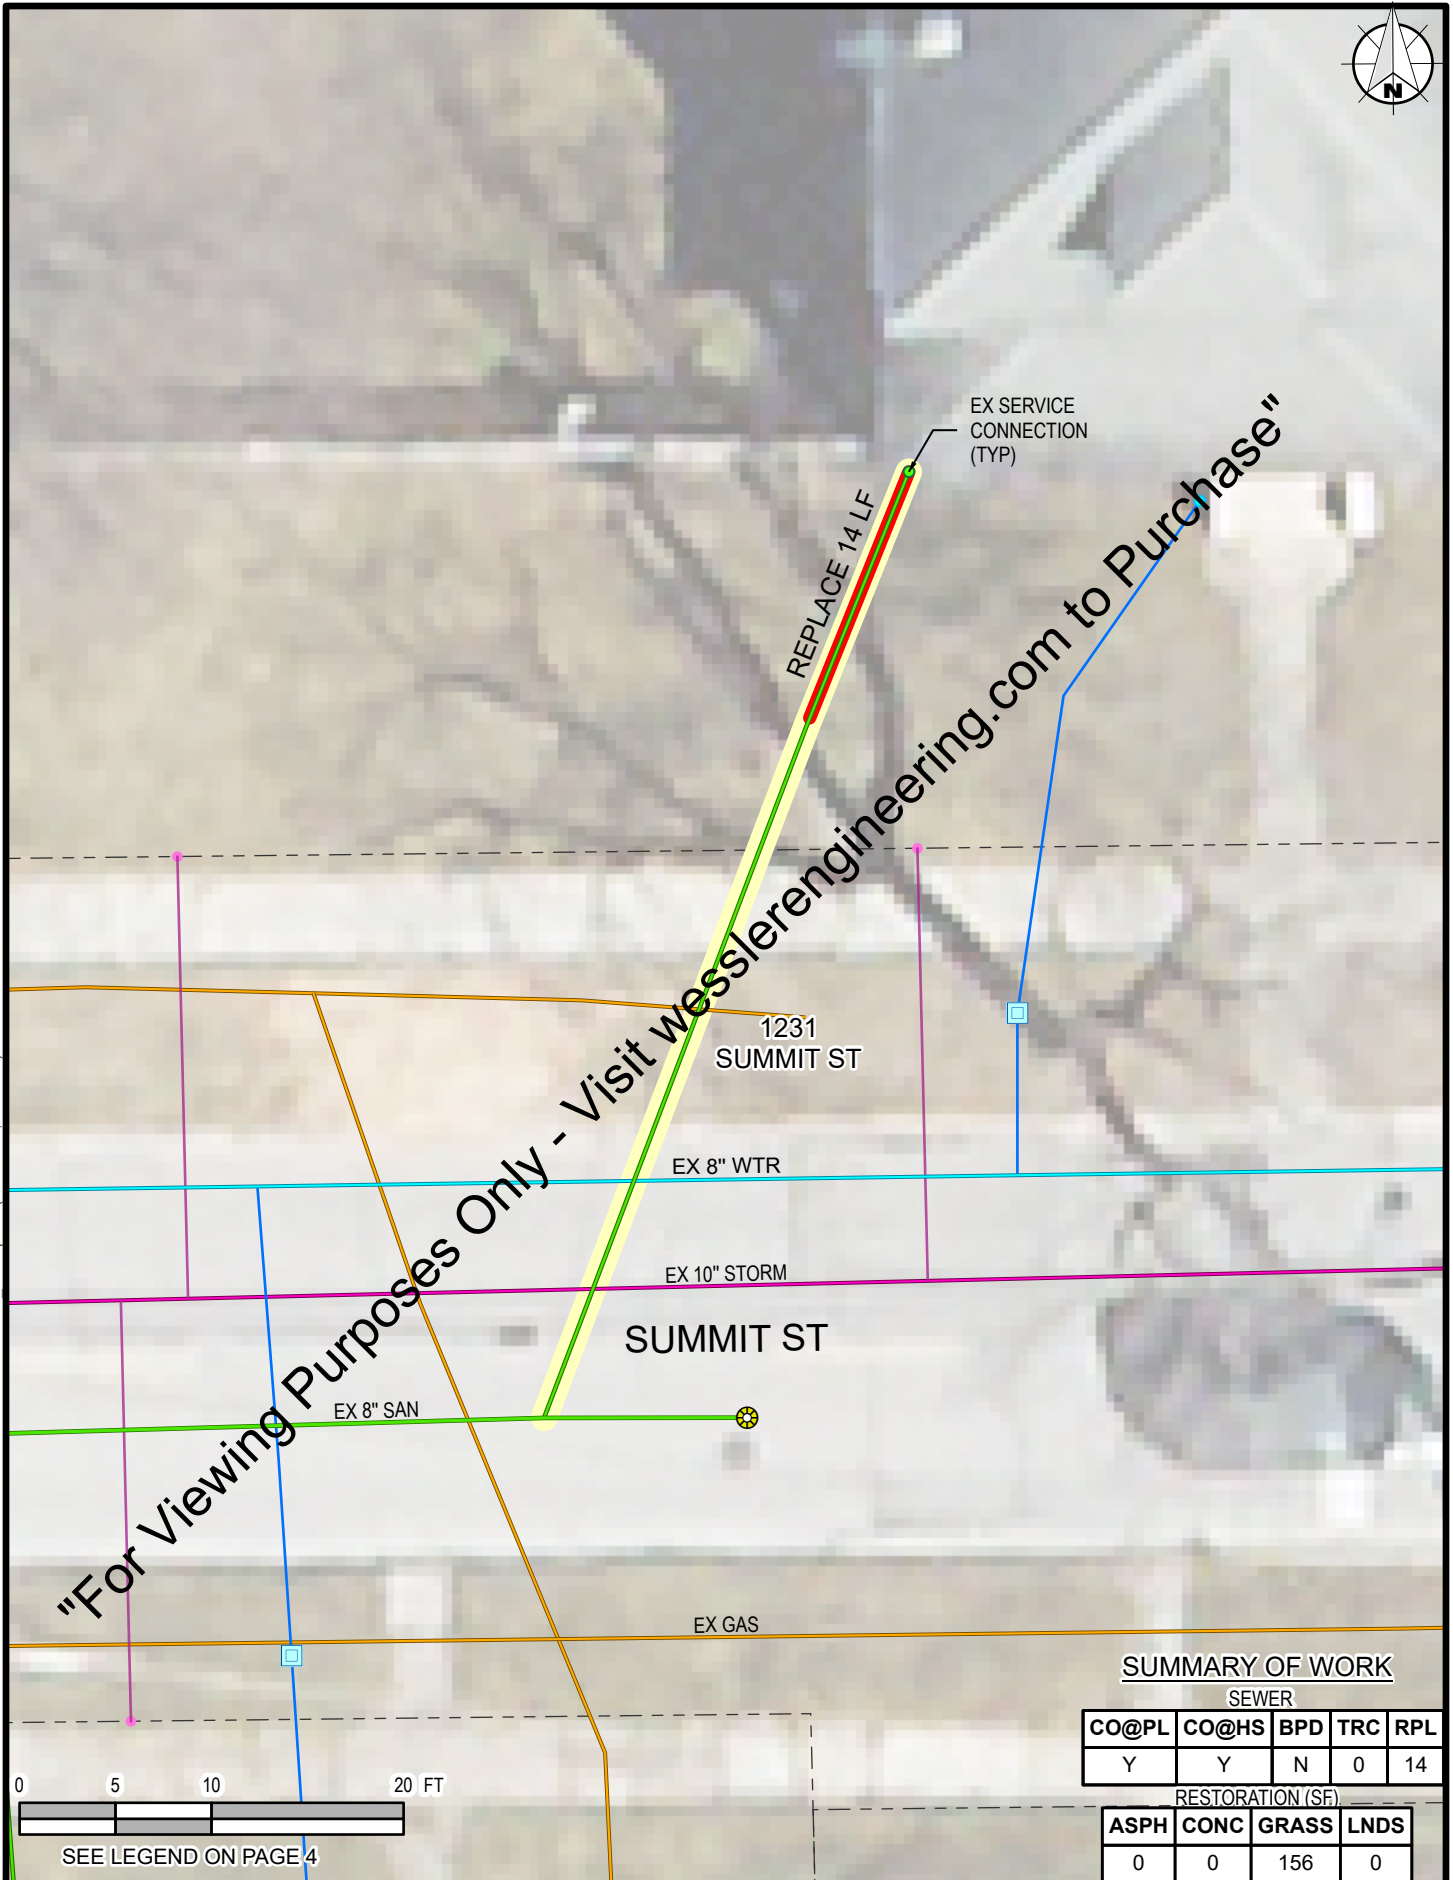 N
EX SERVICE
CONNECTION
(TYP)
REPLACE 14 LF
"For Viewing Purposes Only - Visit wesslerengineering.com to Purchase"
1231
SUMMIT ST
EX 8" WTR
EX 10" STORM
SUMMIT ST
EX 8" SAN
EX GAS
SUMMARY OF WORK
SEWER
CO@PL CO@HS BPD TRC RPL
Y Y N 0 14
RESTORATION (SF)
ASPH CONC GRASS LNDS
0 0 156 0
0 5 10 20 FT
SEE LEGEND ON PAGE 4